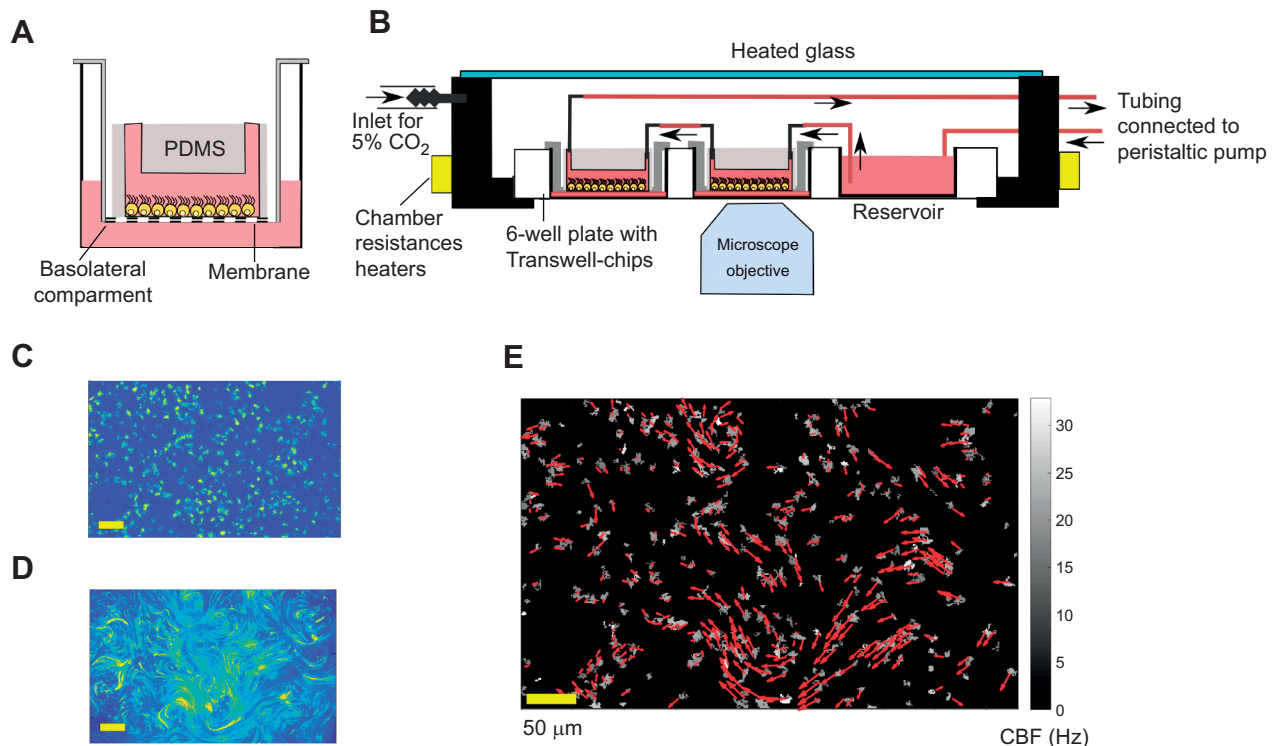 A
PDMS
Basolateral
comparment
Membrane
B
Heated glass
Inlet for
5% CO2
Tubing
connected to
peristaltic pump
Chamber
resistances
heaters
6-well plate with
Transwell-chips
Microscope
objective
Reservoir
C
D
E
50 μm
30
25
20
15
10
5
0
CBF (Hz)